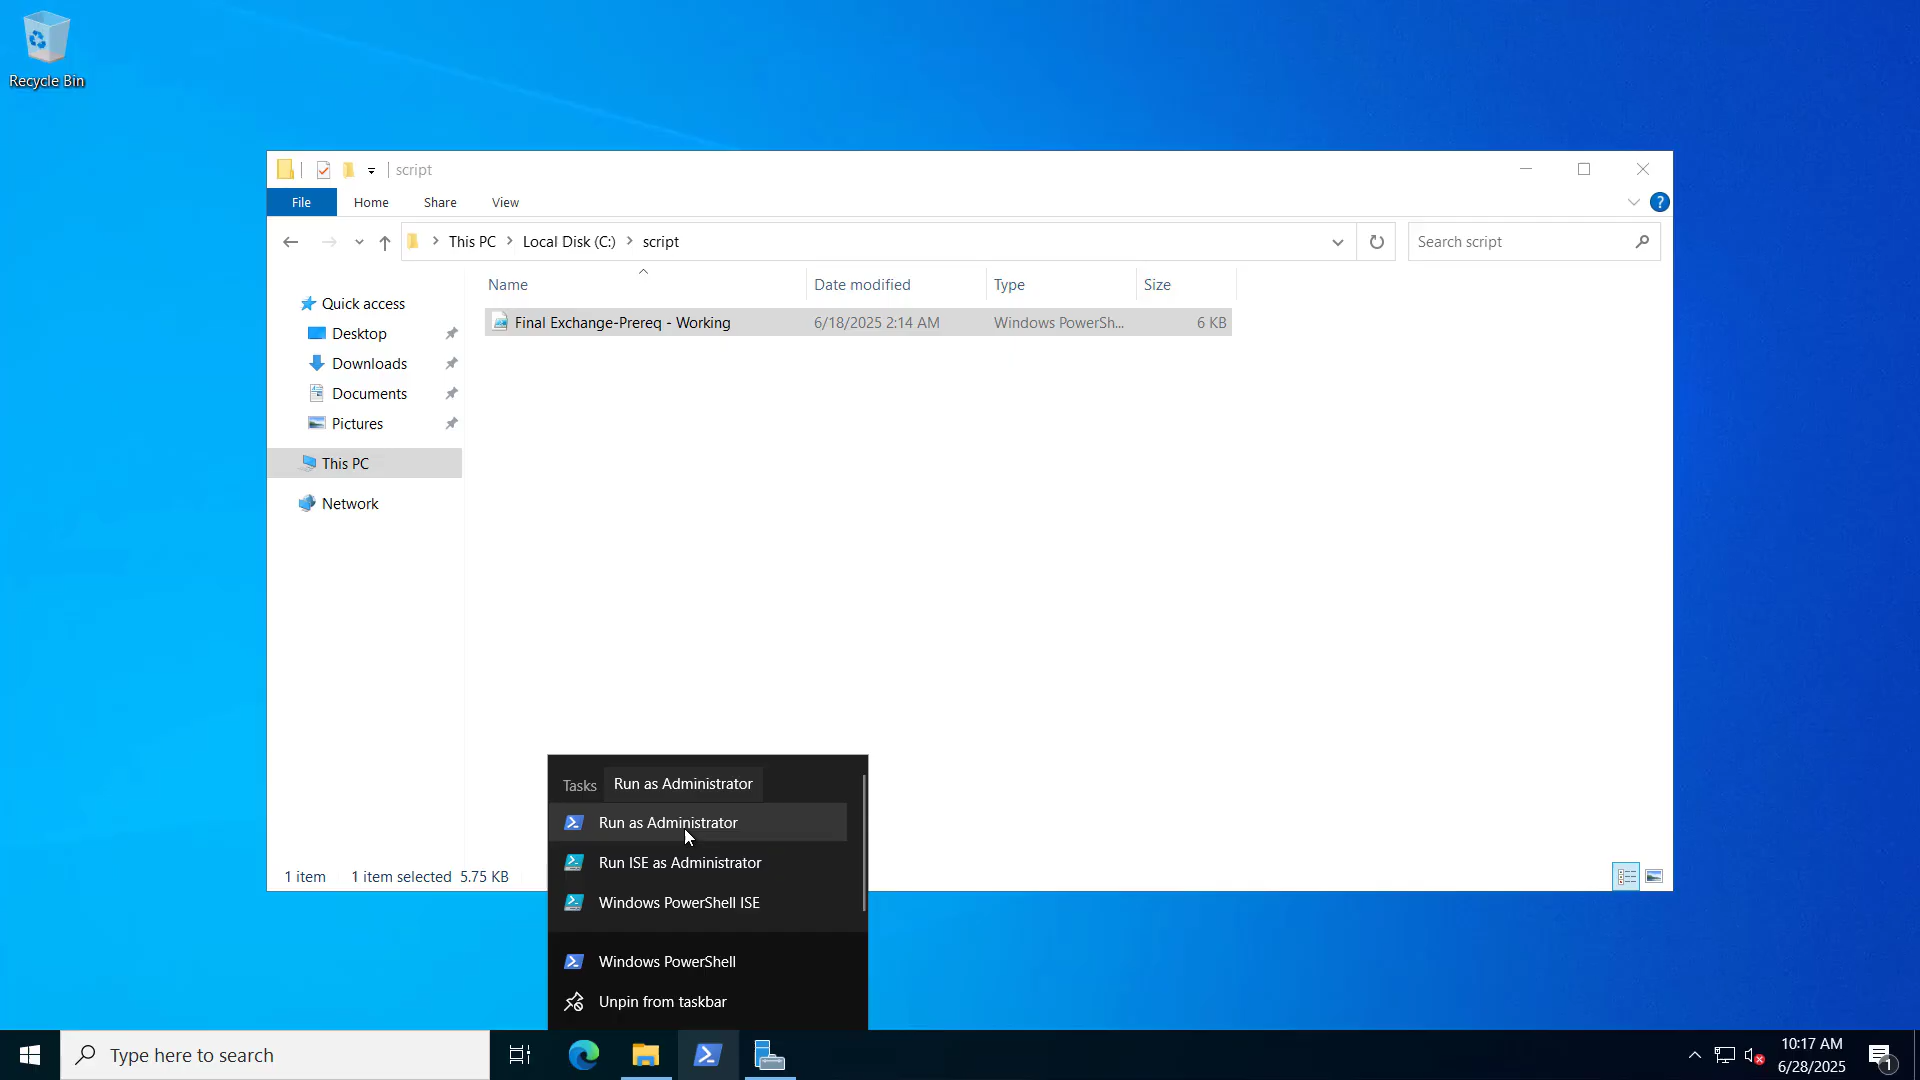 Recycle Bin
script
File
Home
Share
View
?
This PC
Local Disk (C:)
script
Search script
Name
Date modified
Type
Size
Final Exchange-Prereq - Working
6/18/2025 2:14 AM
Windows PowerSh...
6 KB
Quick access
Desktop
Downloads
Documents
Pictures
This PC
Network
1 item
1 item selected 5.75 KB
Tasks
Run as Administrator
Run as Administrator
Run ISE as Administrator
Windows PowerShell ISE
Windows PowerShell
Unpin from taskbar
Type here to search
10:17 AM
6/28/2025
1